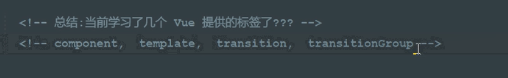 <!-- 总结:当前学习了几个 Vue 提供的标签了??? -->
<!-- component, template, transition, transitionGroup -->